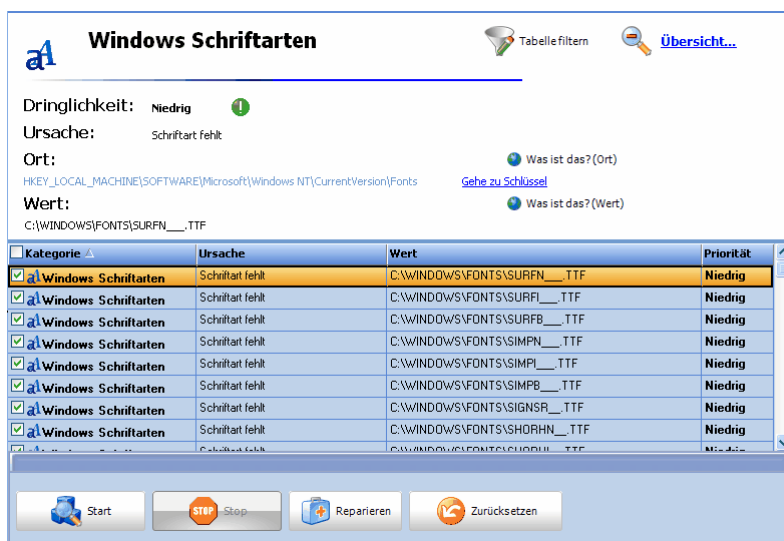 Windows Schriftarten
Tabelle filtern
Übersicht...
Dringlichkeit: Niedrig
Ursache: Schriftart fehlt
Ort:
Was ist das? (Ort)
HKEY_LOCAL_MACHINE\SOFTWARE\Microsoft\Windows NT\CurrentVersion\Fonts Gehe zu Schlüssel
Wert:
Was ist das? (Wert)
C:\WINDOWS\FONTS\SURFN___.TTF
Kategorie Ursache Wert Priorität
Windows Schriftarten Schriftart fehlt C:\WINDOWS\FONTS\SURFN___.TTF Niedrig
Windows Schriftarten Schriftart fehlt C:\WINDOWS\FONTS\SURFI___.TTF Niedrig
Windows Schriftarten Schriftart fehlt C:\WINDOWS\FONTS\SURFB___.TTF Niedrig
Windows Schriftarten Schriftart fehlt C:\WINDOWS\FONTS\SIMPN___.TTF Niedrig
Windows Schriftarten Schriftart fehlt C:\WINDOWS\FONTS\SIMPI___.TTF Niedrig
Windows Schriftarten Schriftart fehlt C:\WINDOWS\FONTS\SIMPB___.TTF Niedrig
Windows Schriftarten Schriftart fehlt C:\WINDOWS\FONTS\SIGNSR__.TTF Niedrig
Windows Schriftarten Schriftart fehlt C:\WINDOWS\FONTS\SHORHN__.TTF Niedrig
Start Stop Reparieren Zurücksetzen